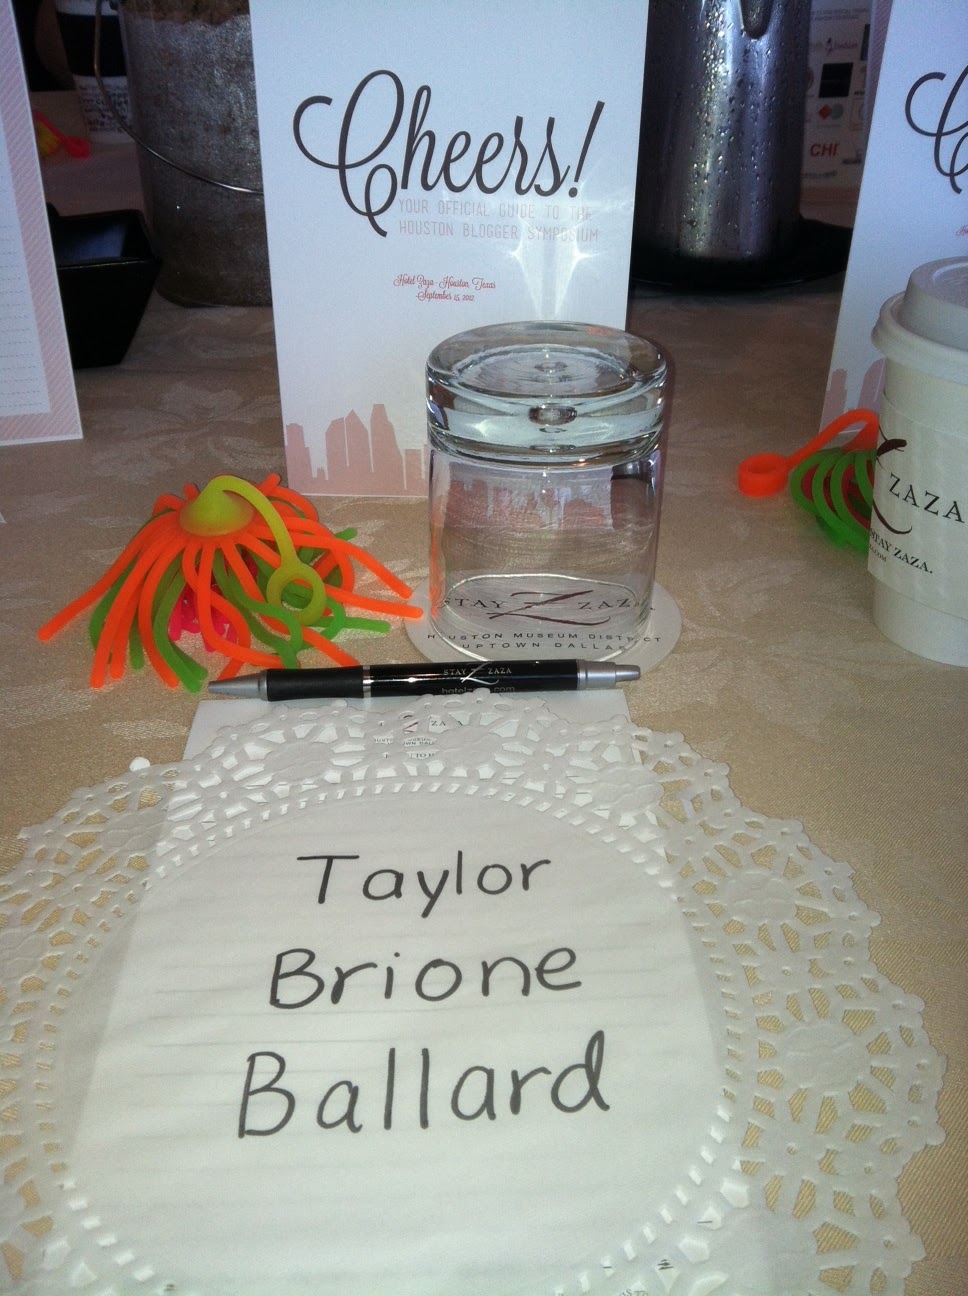 Cheers!
YOUR OFFICIAL GUIDE TO THE
HOUSTON BLOGGER SYMPOSIUM
Hotel Zaza - Houston, Texas
September 15, 2012
CHI
ZAZA
STAY ZAZA.
STAY Z ZAZA
HOUSTON MUSEUM DISTRICT
UPTOWN DALLAS
STAY Z ZAZA
Taylor
Brione
Ballard